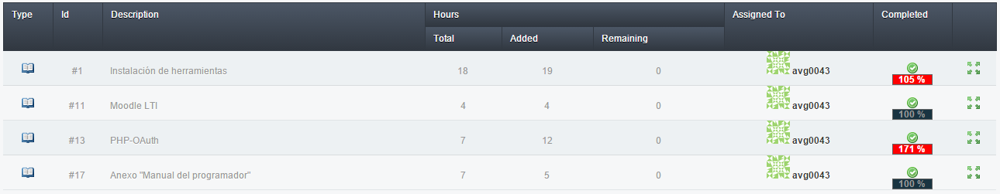 Type Id Description Hours Assigned To Completed
Total Added Remaining
#1 Instalación de herramientas 18 19 0 avg0043
105 %
#11 Moodle LTI 4 4 0 avg0043
100 %
#13 PHP-OAuth 7 12 0 avg0043
171 %
#17 Anexo "Manual del programador" 7 5 0 avg0043
100 %